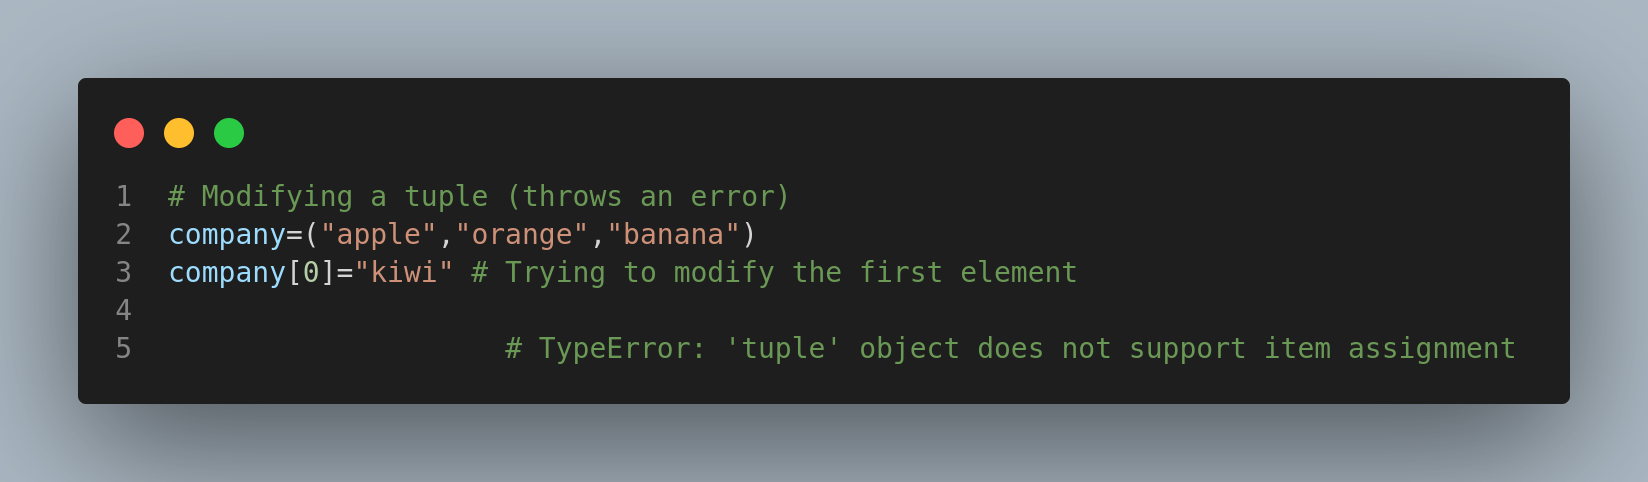 1 # Modifying a tuple (throws an error)
2 company=("apple","orange","banana")
3 company[0]="kiwi" # Trying to modify the first element
4
5                     # TypeError: 'tuple' object does not support item assignment